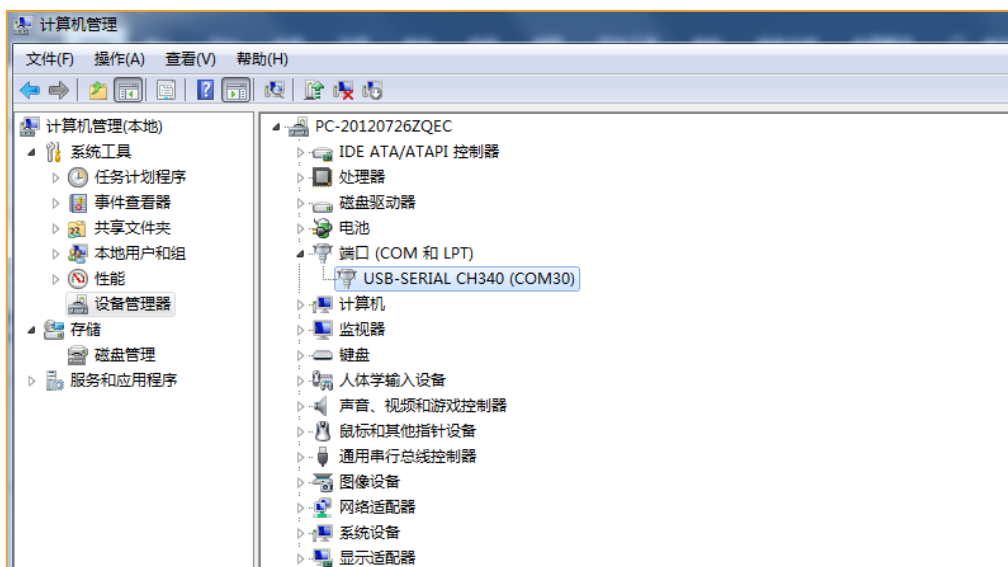 计算机管理
文件(F) 操作(A) 查看(V) 帮助(H)
计算机管理(本地)
系统工具
任务计划程序
事件查看器
共享文件夹
本地用户和组
性能
设备管理器
存储
磁盘管理
服务和应用程序
PC-20120726ZQEC
IDE ATA/ATAPI 控制器
处理器
磁盘驱动器
电池
端口 (COM 和 LPT)
USB-SERIAL CH340 (COM30)
计算机
监视器
键盘
人体学输入设备
声音、视频和游戏控制器
鼠标和其他指针设备
通用串行总线控制器
图像设备
网络适配器
系统设备
显示适配器